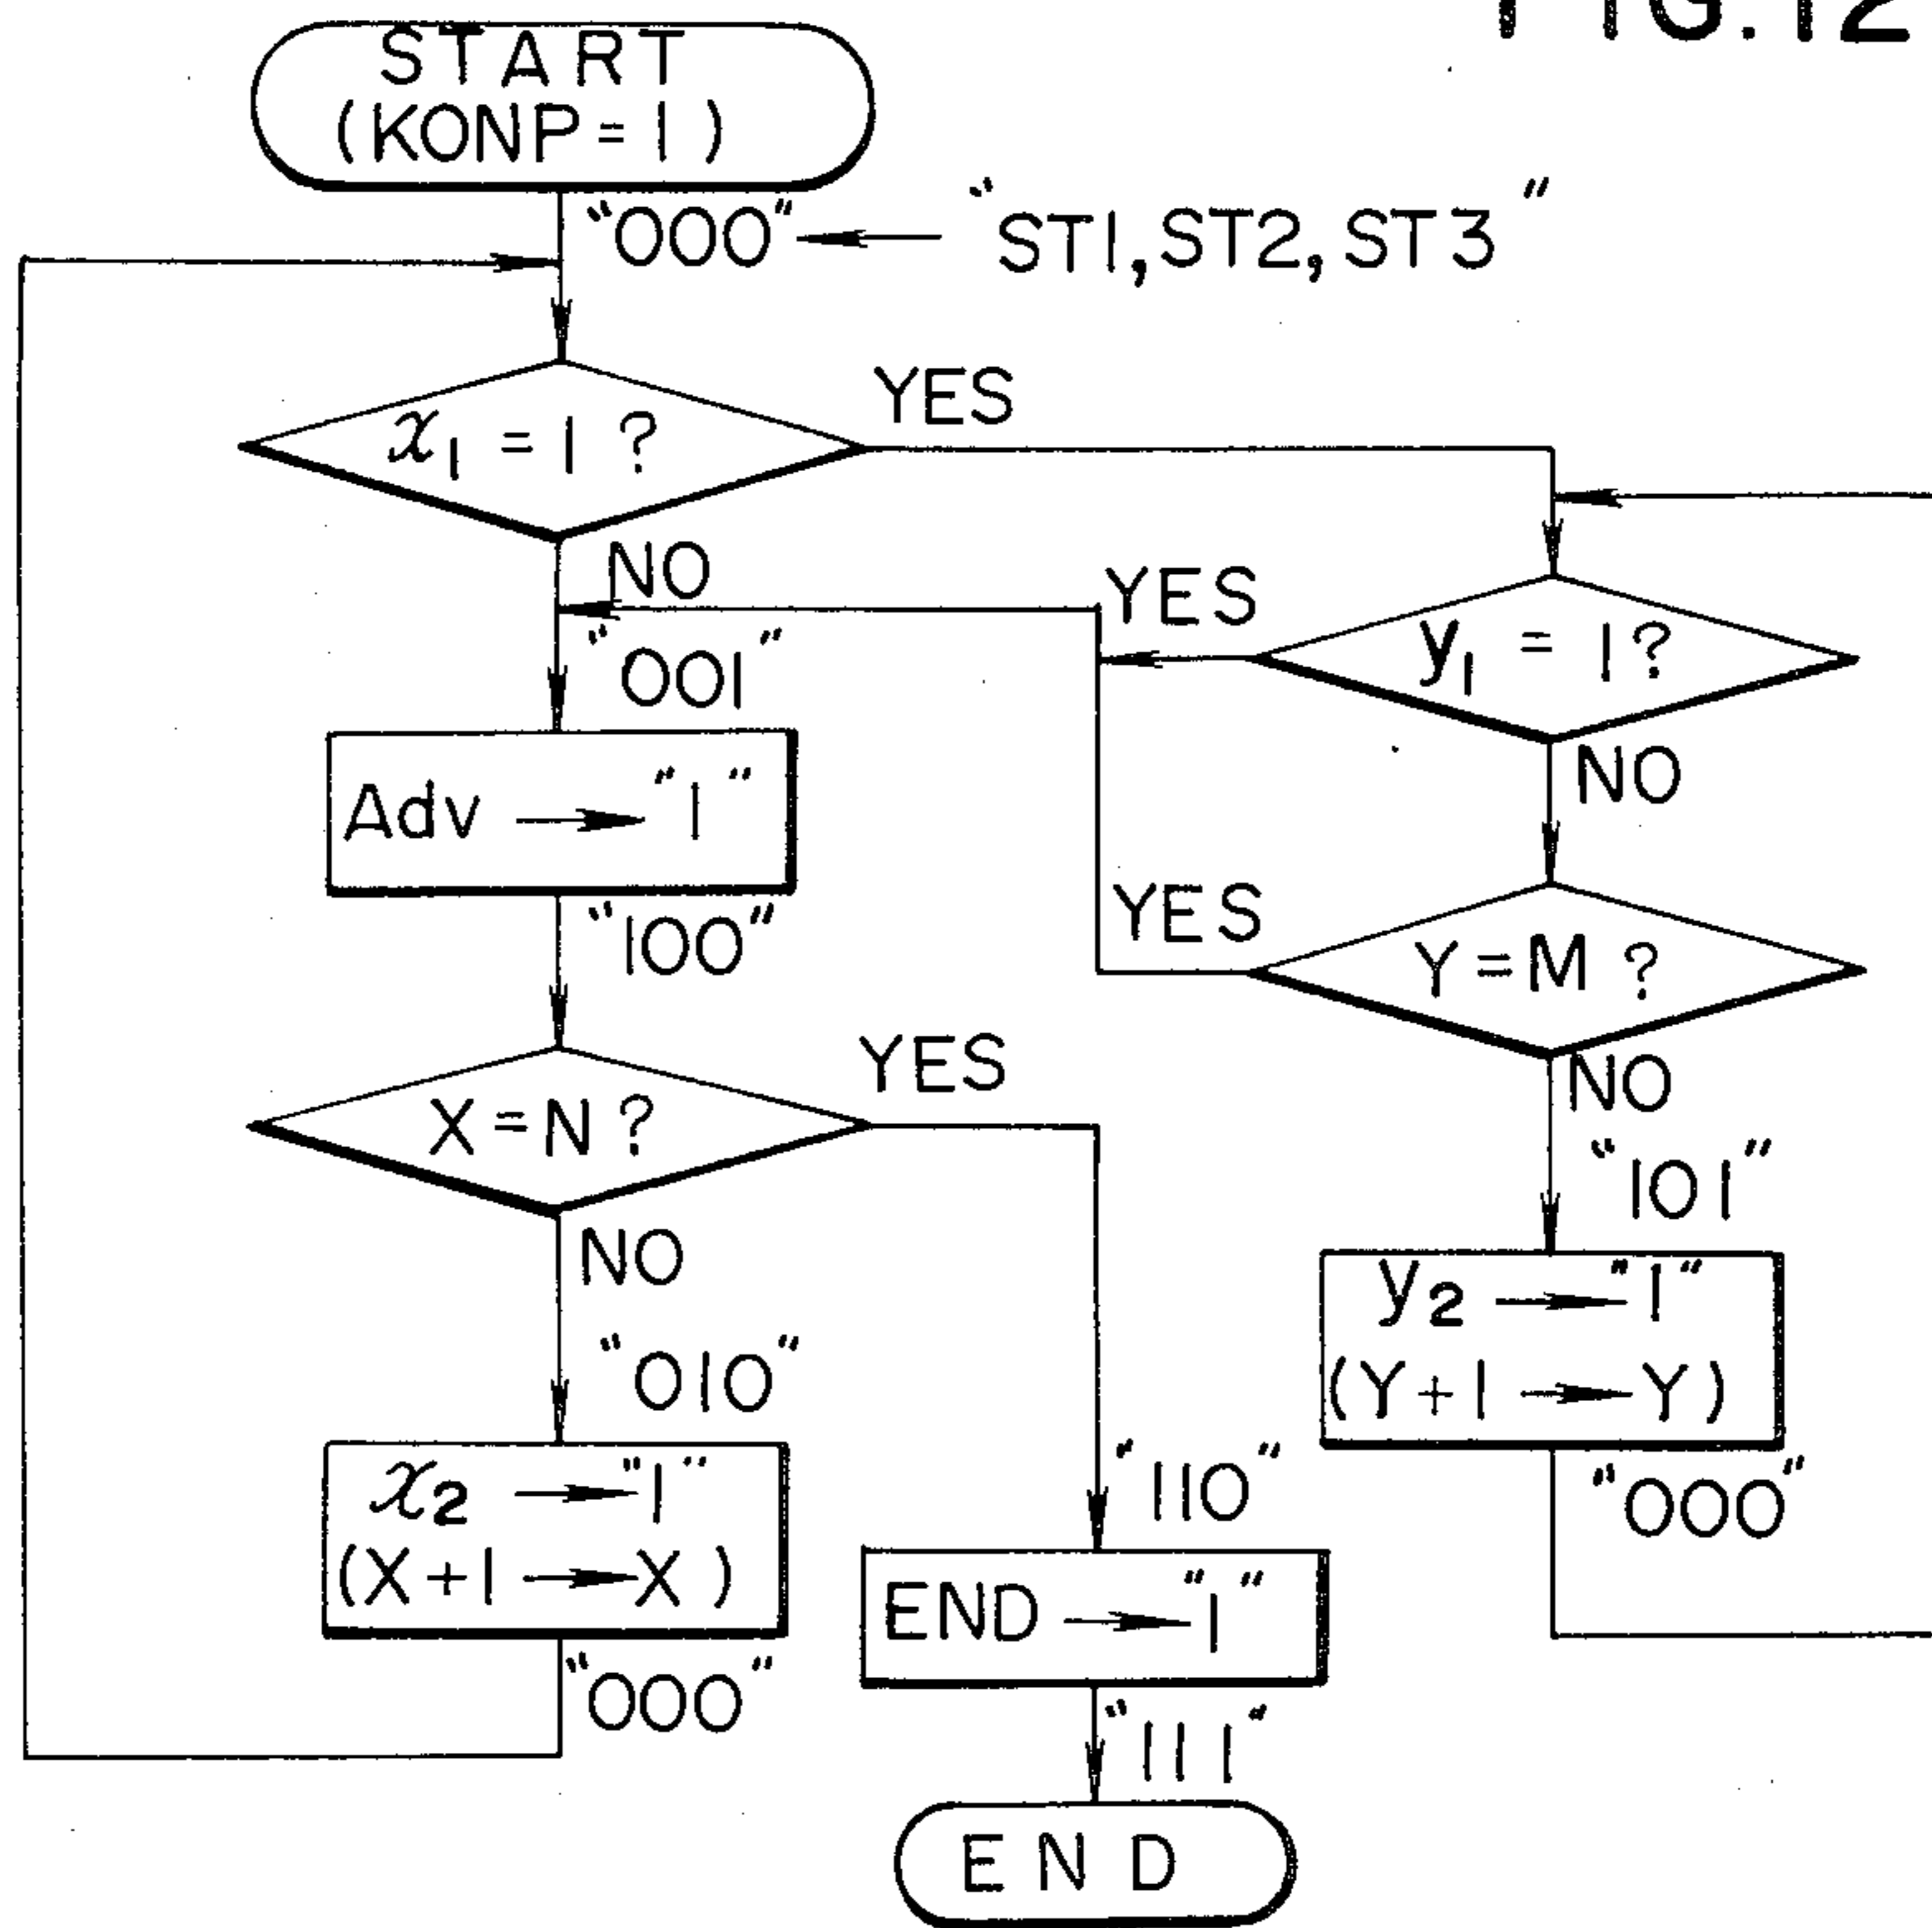 FIG.12
START
(KONP=1)
"000" ← "ST1, ST2, ST3"
x₁ = 1 ?
YES
NO
"001"
Adv → "1"
"100"
X=N ?
YES
NO
"010"
x₂ → "1"
(X+1 → X)
"000"
y₁ = 1 ?
YES
NO
Y=M ?
YES
NO
"101"
y₂ → "1"
(Y+1 → Y)
"000"
"110"
END → "1"
"111"
END